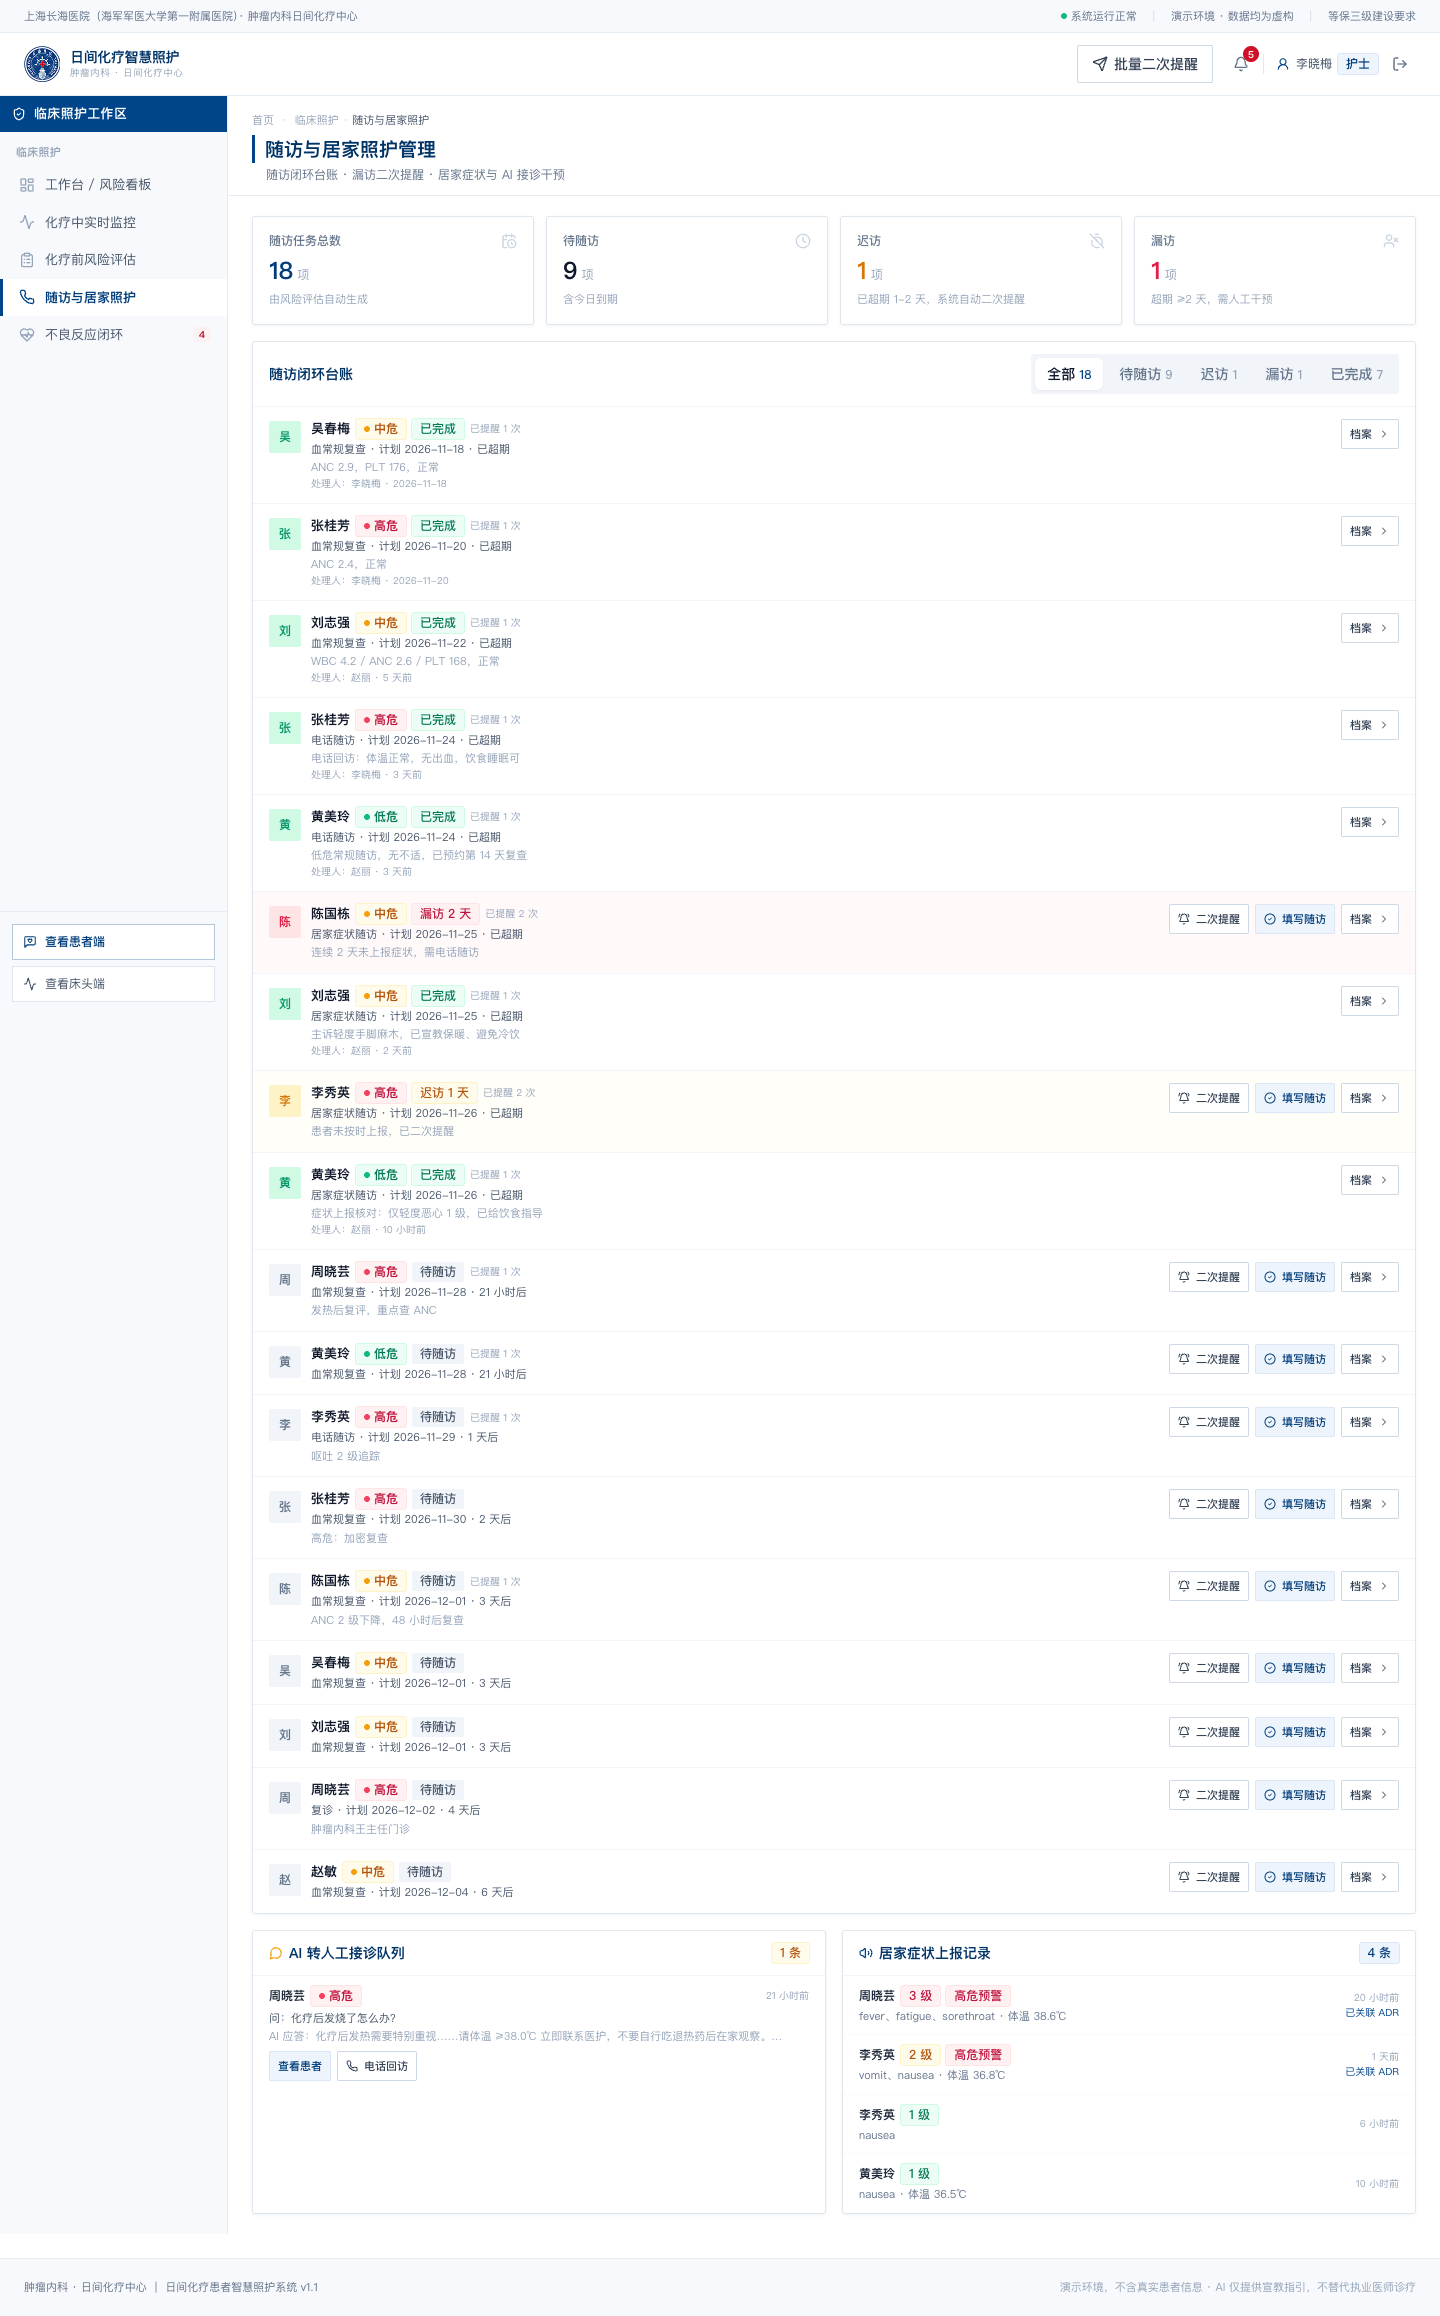 上海长海医院（海军军医大学第一附属医院）· 肿瘤内科日间化疗中心
系统运行正常 | 演示环境 · 数据均为虚构 | 等保三级建设要求
日间化疗智慧照护
肿瘤内科 · 日间化疗中心
批量二次提醒
5
李晓梅 护士
临床照护工作区
临床照护
工作台 / 风险看板
化疗中实时监控
化疗前风险评估
随访与居家照护
不良反应闭环 4
查看患者端
查看床头端
首页 · 临床照护 · 随访与居家照护
随访与居家照护管理
随访闭环台账 · 漏访二次提醒 · 居家症状与 AI 接诊干预
随访任务总数
18 项
由风险评估自动生成
待随访
9 项
含今日到期
迟访
1 项
已超期 1-2 天，系统自动二次提醒
漏访
1 项
超期 ≥2 天，需人工干预
随访闭环台账
全部 18 待随访 9 迟访 1 漏访 1 已完成 7
吴 吴春梅 中危 已完成 已提醒 1 次 档案
血常规复查 · 计划 2026-11-18 · 已超期
ANC 2.9，PLT 176，正常
处理人：李晓梅 · 2026-11-18
张 张桂芳 高危 已完成 已提醒 1 次 档案
血常规复查 · 计划 2026-11-20 · 已超期
ANC 2.4，正常
处理人：李晓梅 · 2026-11-20
刘 刘志强 中危 已完成 已提醒 1 次 档案
血常规复查 · 计划 2026-11-22 · 已超期
WBC 4.2 / ANC 2.6 / PLT 168，正常
处理人：赵丽 · 5 天前
张 张桂芳 高危 已完成 已提醒 1 次 档案
电话随访 · 计划 2026-11-24 · 已超期
电话回访：体温正常，无出血，饮食睡眠可
处理人：李晓梅 · 3 天前
黄 黄美玲 低危 已完成 已提醒 1 次 档案
电话随访 · 计划 2026-11-24 · 已超期
低危常规随访，无不适，已预约第 14 天复查
处理人：赵丽 · 3 天前
陈 陈国栋 中危 漏访 2 天 已提醒 2 次 二次提醒 填写随访 档案
居家症状随访 · 计划 2026-11-25 · 已超期
连续 2 天未上报症状，需电话随访
刘 刘志强 中危 已完成 已提醒 1 次 档案
居家症状随访 · 计划 2026-11-25 · 已超期
主诉轻度手脚麻木，已宣教保暖、避免冷饮
处理人：赵丽 · 2 天前
李 李秀英 高危 迟访 1 天 已提醒 2 次 二次提醒 填写随访 档案
居家症状随访 · 计划 2026-11-26 · 已超期
患者未按时上报，已二次提醒
黄 黄美玲 低危 已完成 已提醒 1 次 档案
居家症状随访 · 计划 2026-11-26 · 已超期
症状上报核对：仅轻度恶心 1 级，已给饮食指导
处理人：赵丽 · 10 小时前
周 周晓芸 高危 待随访 已提醒 1 次 二次提醒 填写随访 档案
血常规复查 · 计划 2026-11-28 · 21 小时后
发热后复评，重点查 ANC
黄 黄美玲 低危 待随访 已提醒 1 次 二次提醒 填写随访 档案
血常规复查 · 计划 2026-11-28 · 21 小时后
李 李秀英 高危 待随访 已提醒 1 次 二次提醒 填写随访 档案
电话随访 · 计划 2026-11-29 · 1 天后
呕吐 2 级追踪
张 张桂芳 高危 待随访 二次提醒 填写随访 档案
血常规复查 · 计划 2026-11-30 · 2 天后
高危：加密复查
陈 陈国栋 中危 待随访 已提醒 1 次 二次提醒 填写随访 档案
血常规复查 · 计划 2026-12-01 · 3 天后
ANC 2 级下降，48 小时后复查
吴 吴春梅 中危 待随访 二次提醒 填写随访 档案
血常规复查 · 计划 2026-12-01 · 3 天后
刘 刘志强 中危 待随访 二次提醒 填写随访 档案
血常规复查 · 计划 2026-12-01 · 3 天后
周 周晓芸 高危 待随访 二次提醒 填写随访 档案
复诊 · 计划 2026-12-02 · 4 天后
肿瘤内科王主任门诊
赵 赵敏 中危 待随访 二次提醒 填写随访 档案
血常规复查 · 计划 2026-12-04 · 6 天后
AI 转人工接诊队列 1 条
周晓芸 高危 21 小时前
问：化疗后发烧了怎么办？
AI 应答：化疗后发热需要特别重视……请体温 ≥38.0℃ 立即联系医护，不要自行吃退热药后在家观察。…
查看患者 电话回访
居家症状上报记录 4 条
周晓芸 3 级 高危预警 20 小时前
fever、fatigue、sorethroat · 体温 38.6℃ 已关联 ADR
李秀英 2 级 高危预警 1 天前
vomit、nausea · 体温 36.8℃ 已关联 ADR
李秀英 1 级 6 小时前
nausea
黄美玲 1 级 10 小时前
nausea · 体温 36.5℃
肿瘤内科 · 日间化疗中心 | 日间化疗患者智慧照护系统 v1.1
演示环境，不含真实患者信息 · AI 仅提供宣教指引，不替代执业医师诊疗